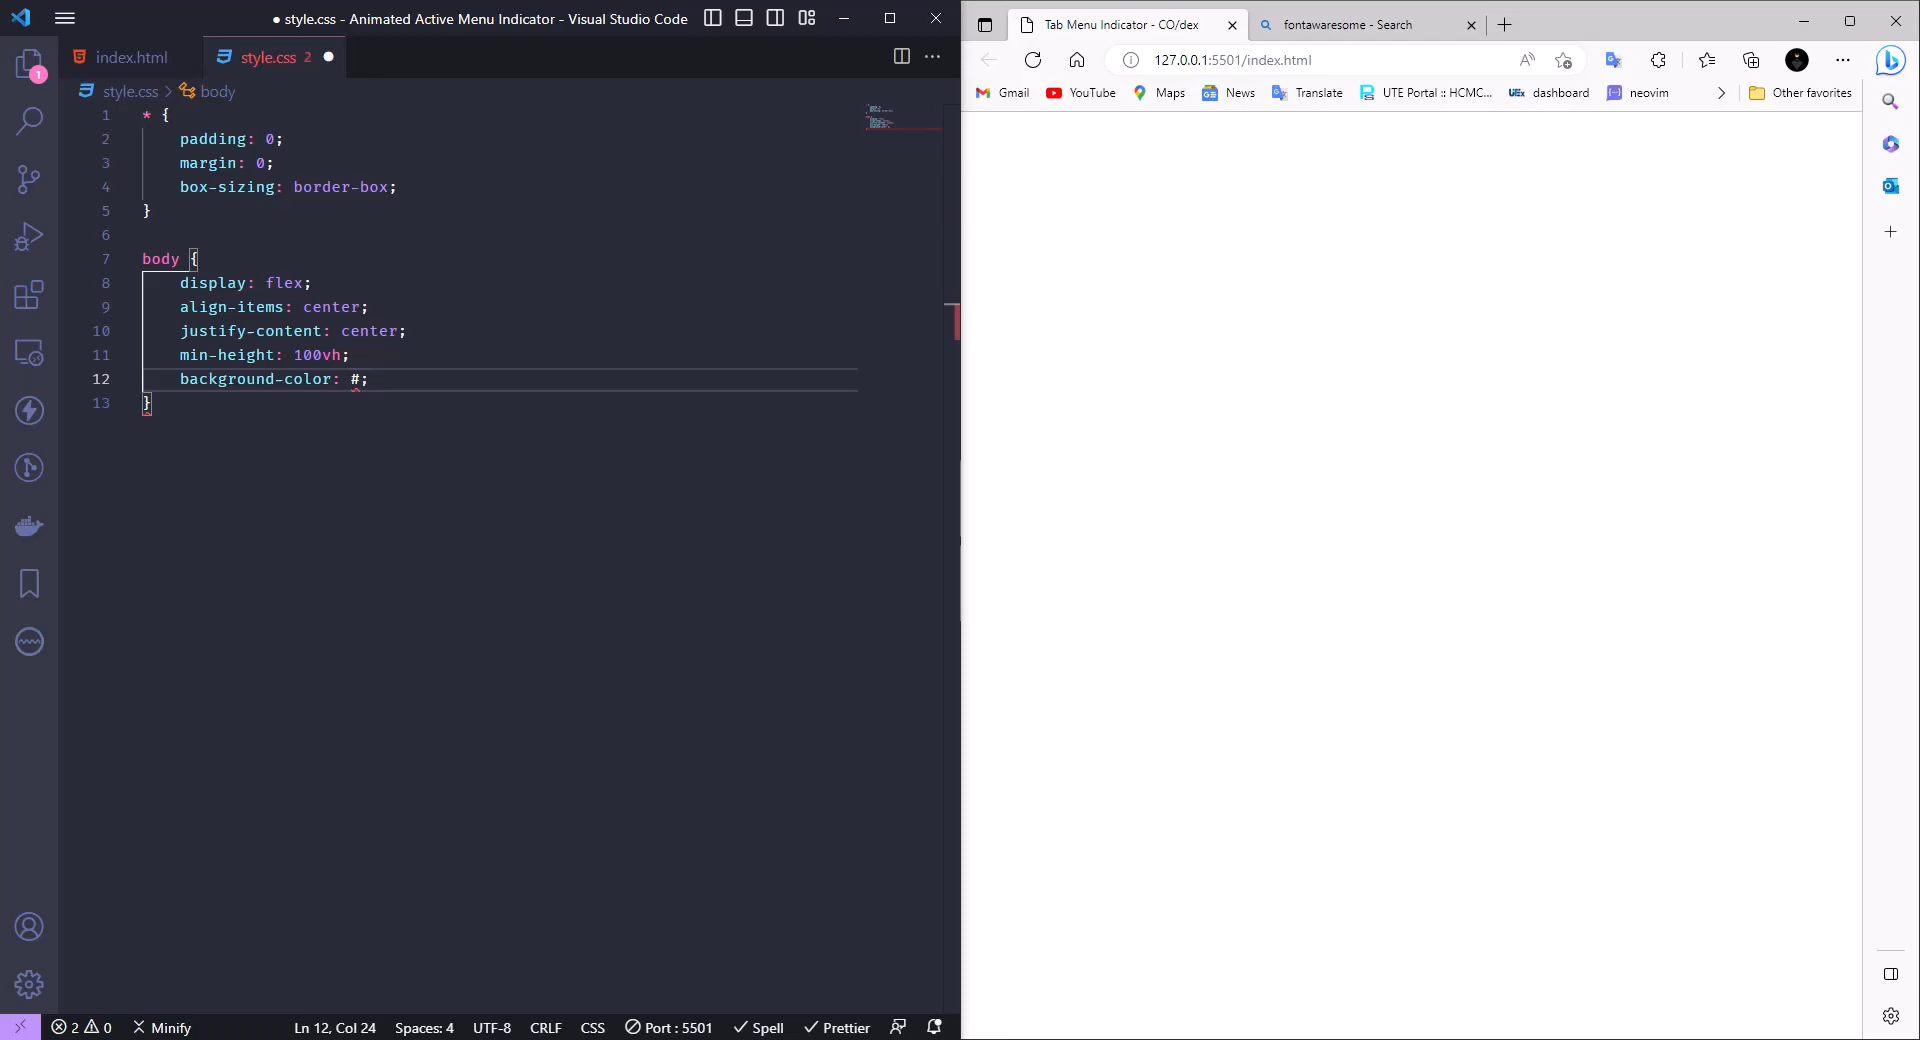 ● style.css - Animated Active Menu Indicator - Visual Studio Code
index.html
style.css 2 ●
style.css > body
1 * {
2 padding: 0;
3 margin: 0;
4 box-sizing: border-box;
5 }
6
7 body {
8 display: flex;
9 align-items: center;
10 justify-content: center;
11 min-height: 100vh;
12 background-color: #;
13 }
1
2 0 Minify Ln 12, Col 24 Spaces: 4 UTF-8 CRLF CSS Port : 5501 Spell Prettier
Tab Menu Indicator - CO/dex
fontawaresome - Search
127.0.0.1:5501/index.html
Gmail YouTube Maps News Translate UTE Portal :: HCMC... dashboard neovim Other favorites